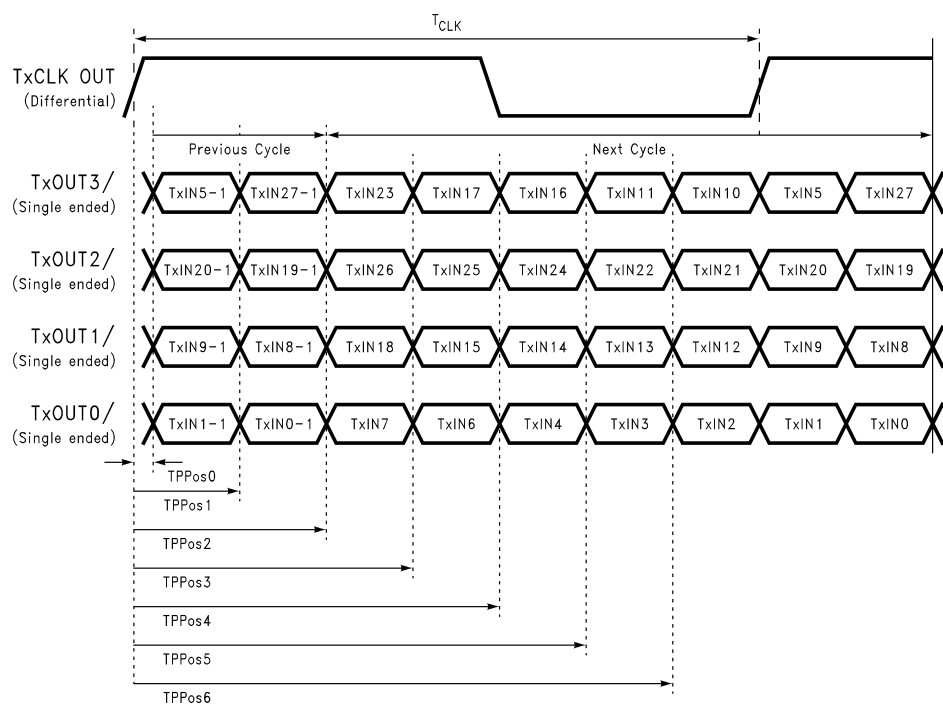 TCLK
TxCLK OUT
(Differential)
Previous Cycle
Next Cycle
TxOUT3/
(Single ended)
TxIN5-1 TxIN27-1 TxIN23 TxIN17 TxIN16 TxIN11 TxIN10 TxIN5 TxIN27
TxOUT2/
(Single ended)
TxIN20-1 TxIN19-1 TxIN26 TxIN25 TxIN24 TxIN22 TxIN21 TxIN20 TxIN19
TxOUT1/
(Single ended)
TxIN9-1 TxIN8-1 TxIN18 TxIN15 TxIN14 TxIN13 TxIN12 TxIN9 TxIN8
TxOUT0/
(Single ended)
TxIN1-1 TxIN0-1 TxIN7 TxIN6 TxIN4 TxIN3 TxIN2 TxIN1 TxIN0
TPPos0
TPPos1
TPPos2
TPPos3
TPPos4
TPPos5
TPPos6